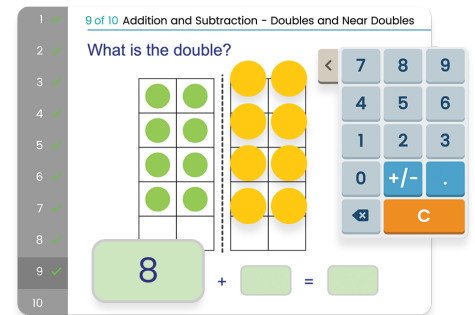 1
2
3
4
5
6
7
8
9
10
9 of 10 Addition and Subtraction - Doubles and Near Doubles
What is the double?
< 7 8 9
4 5 6
1 2 3
0 +/- .
C
8 + =